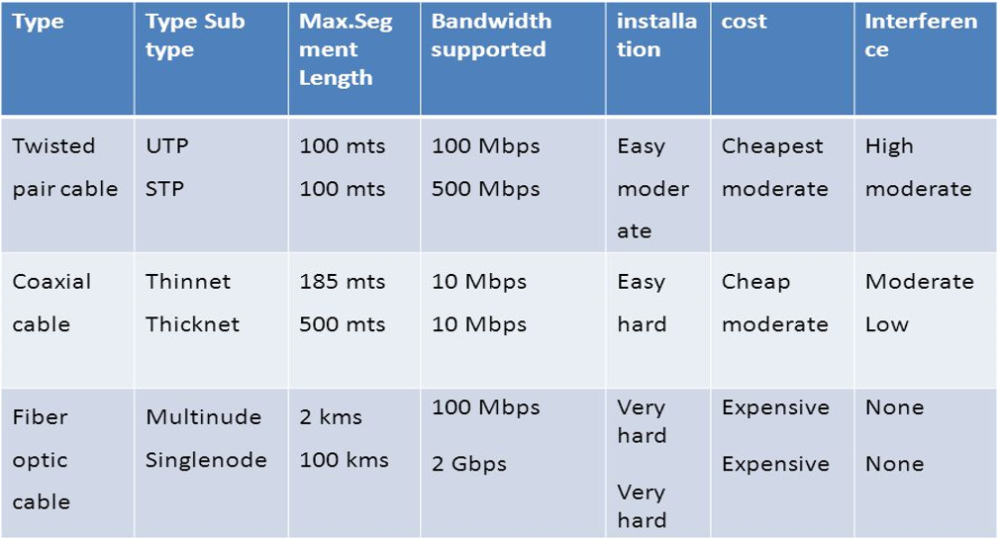 Type
Type Sub
type
Max.Seg
ment
Length
Bandwidth
supported
installa
tion
cost
Interferen
ce
Twisted
pair cable
UTP
STP
100 mts
100 mts
100 Mbps
500 Mbps
Easy
moder
ate
Cheapest
moderate
High
moderate
Coaxial
cable
Thinnet
Thicknet
185 mts
500 mts
10 Mbps
10 Mbps
Easy
hard
Cheap
moderate
Moderate
Low
Fiber
optic
cable
Multinude
Singlenode
2 kms
100 kms
100 Mbps
2 Gbps
Very
hard
Very
hard
Expensive
Expensive
None
None